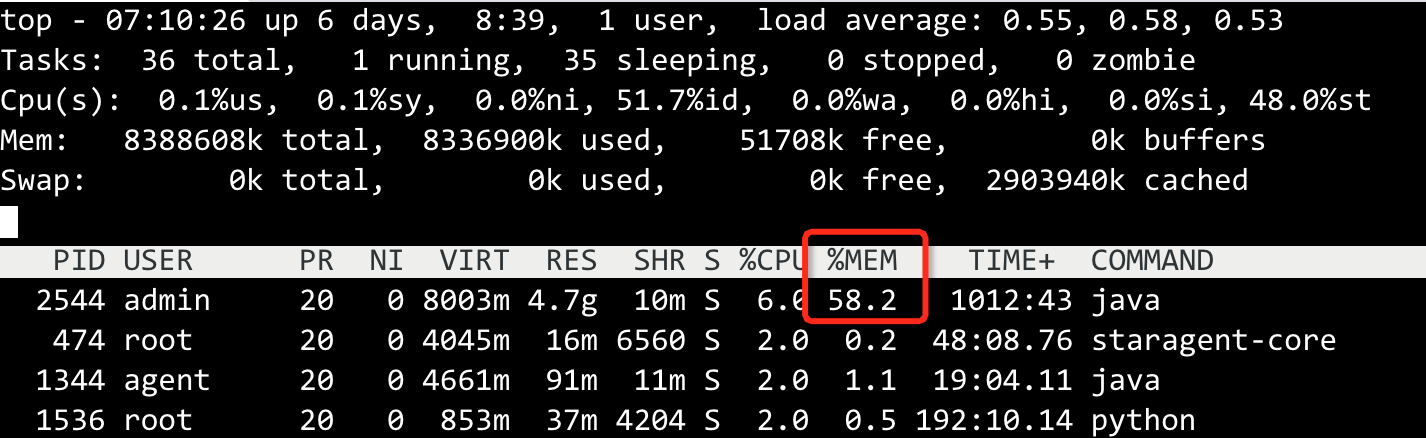 top - 07:10:26 up 6 days,  8:39,  1 user,  load average: 0.55, 0.58, 0.53
Tasks:  36 total,   1 running,  35 sleeping,   0 stopped,   0 zombie
Cpu(s):  0.1%us,  0.1%sy,  0.0%ni, 51.7%id,  0.0%wa,  0.0%hi,  0.0%si, 48.0%st
Mem:   8388608k total,  8336900k used,    51708k free,        0k buffers
Swap:        0k total,        0k used,        0k free,  2903940k cached
PID USER      PR  NI  VIRT  RES  SHR S %CPU %MEM    TIME+  COMMAND
2544 admin     20   0 8003m 4.7g  10m S  6.0 58.2   1012:43 java
474 root      20   0 4045m  16m 6560 S  2.0  0.2  48:08.76 staragent-core
1344 agent     20   0 4661m  91m  11m S  2.0  1.1  19:04.11 java
1536 root      20   0  853m  37m 4204 S  2.0  0.5 192:10.14 python